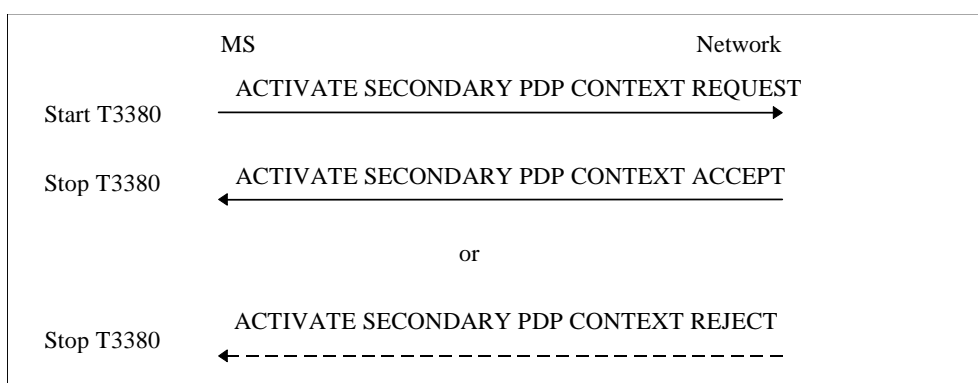 MS Network
ACTIVATE SECONDARY PDP CONTEXT REQUEST
Start T3380
ACTIVATE SECONDARY PDP CONTEXT ACCEPT
Stop T3380
or
ACTIVATE SECONDARY PDP CONTEXT REJECT
Stop T3380